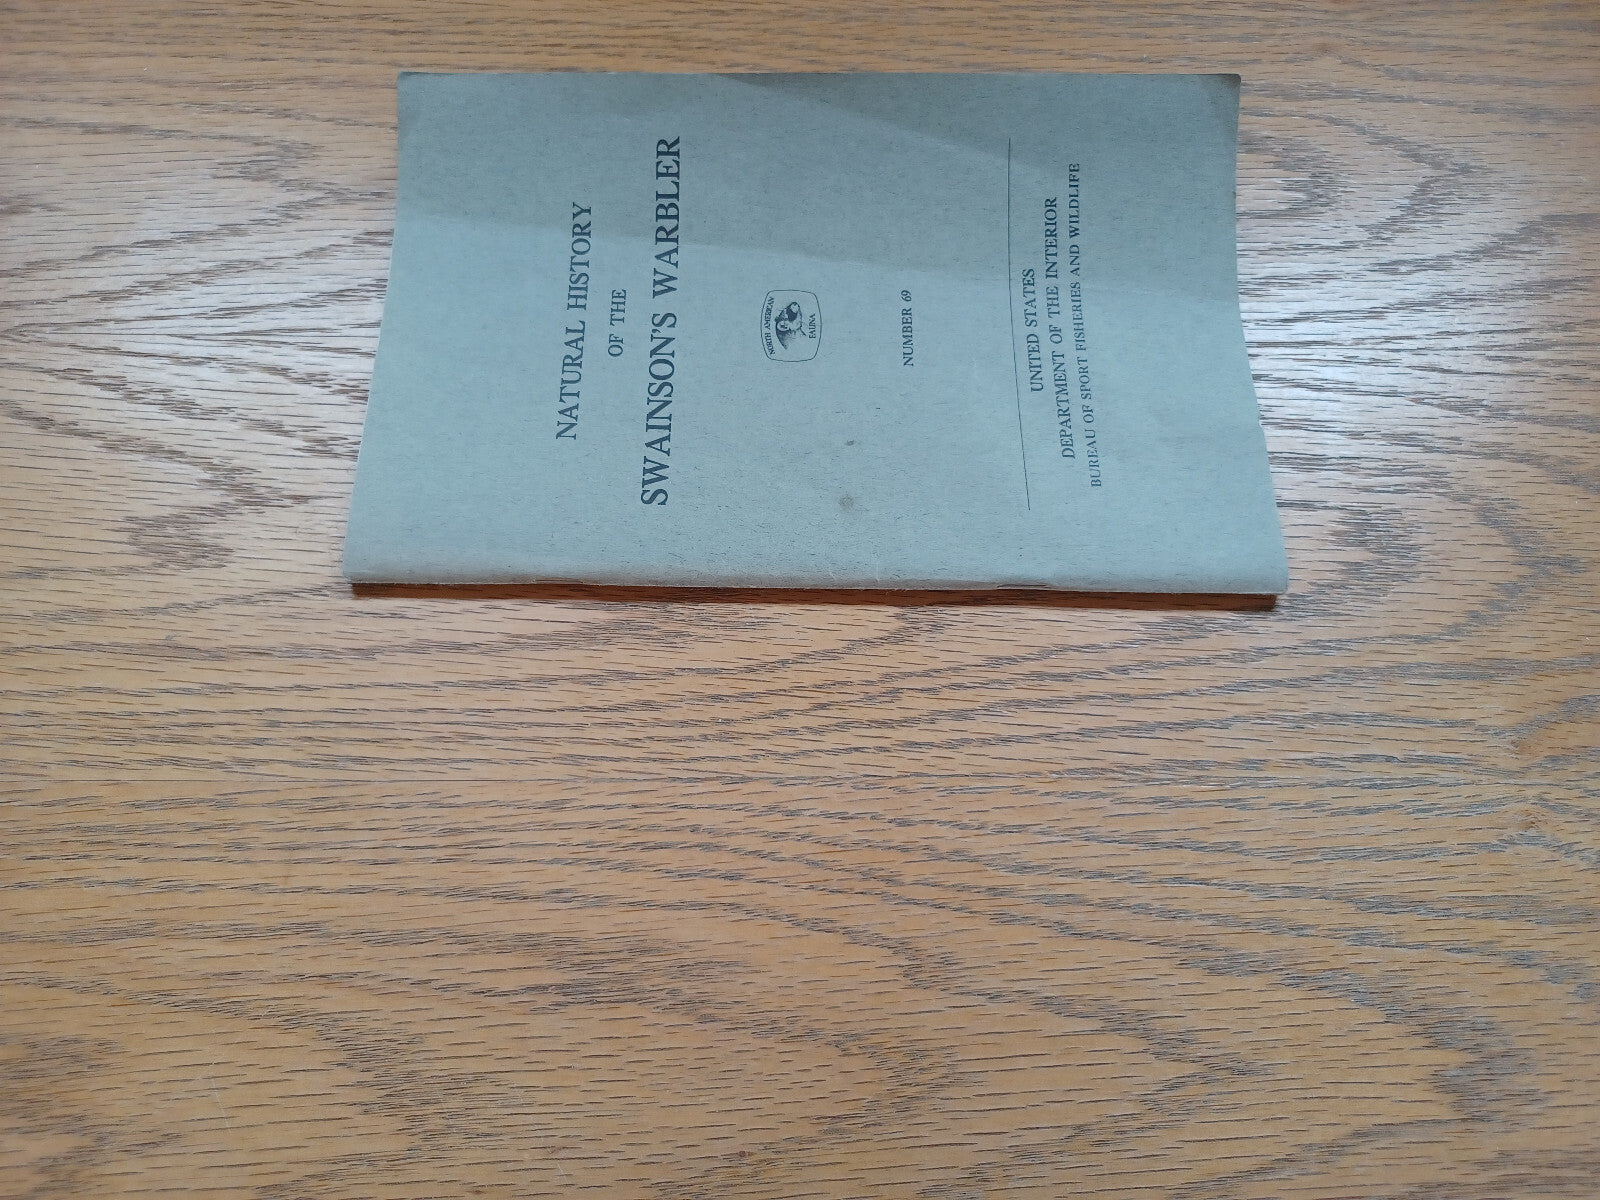 NATURAL HISTORY
OF THE
SWAINSON'S WARBLER
NORTH AMERICAN
FAUNA
NUMBER 69
UNITED STATES
DEPARTMENT OF THE INTERIOR
BUREAU OF SPORT FISHERIES AND WILDLIFE